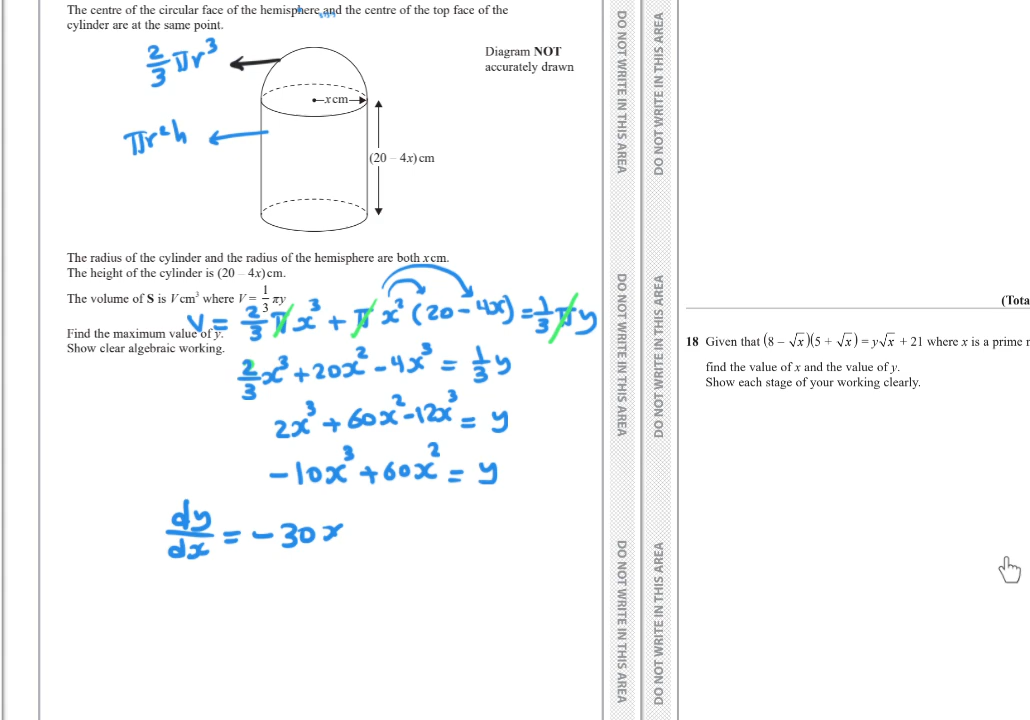 The centre of the circular face of the hemisphere and the centre of the top face of the
cylinder are at the same point.
2/3 πr³
Diagram NOT
accurately drawn
x cm
πr²h
(20 – 4x) cm
The radius of the cylinder and the radius of the hemisphere are both x cm.
The height of the cylinder is (20 – 4x) cm.
The volume of S is V cm³ where V = 1/3 πy
V = 2/3 πx³ + πx²(20 – 4x) = 1/3 πy
Find the maximum value of y.
Show clear algebraic working.
2/3 x³ + 20x² – 4x³ = 1/3 y
2x³ + 60x² – 12x³ = y
–10x³ + 60x² = y
dy/dx = –30x
DO NOT WRITE IN THIS AREA
DO NOT WRITE IN THIS AREA
DO NOT WRITE IN THIS AREA
DO NOT WRITE IN THIS AREA
DO NOT WRITE IN THIS AREA
DO NOT WRITE IN THIS AREA
(Tota
18 Given that (8 – √x)(5 + √x) = y√x + 21 where x is a prime
find the value of x and the value of y.
Show each stage of your working clearly.